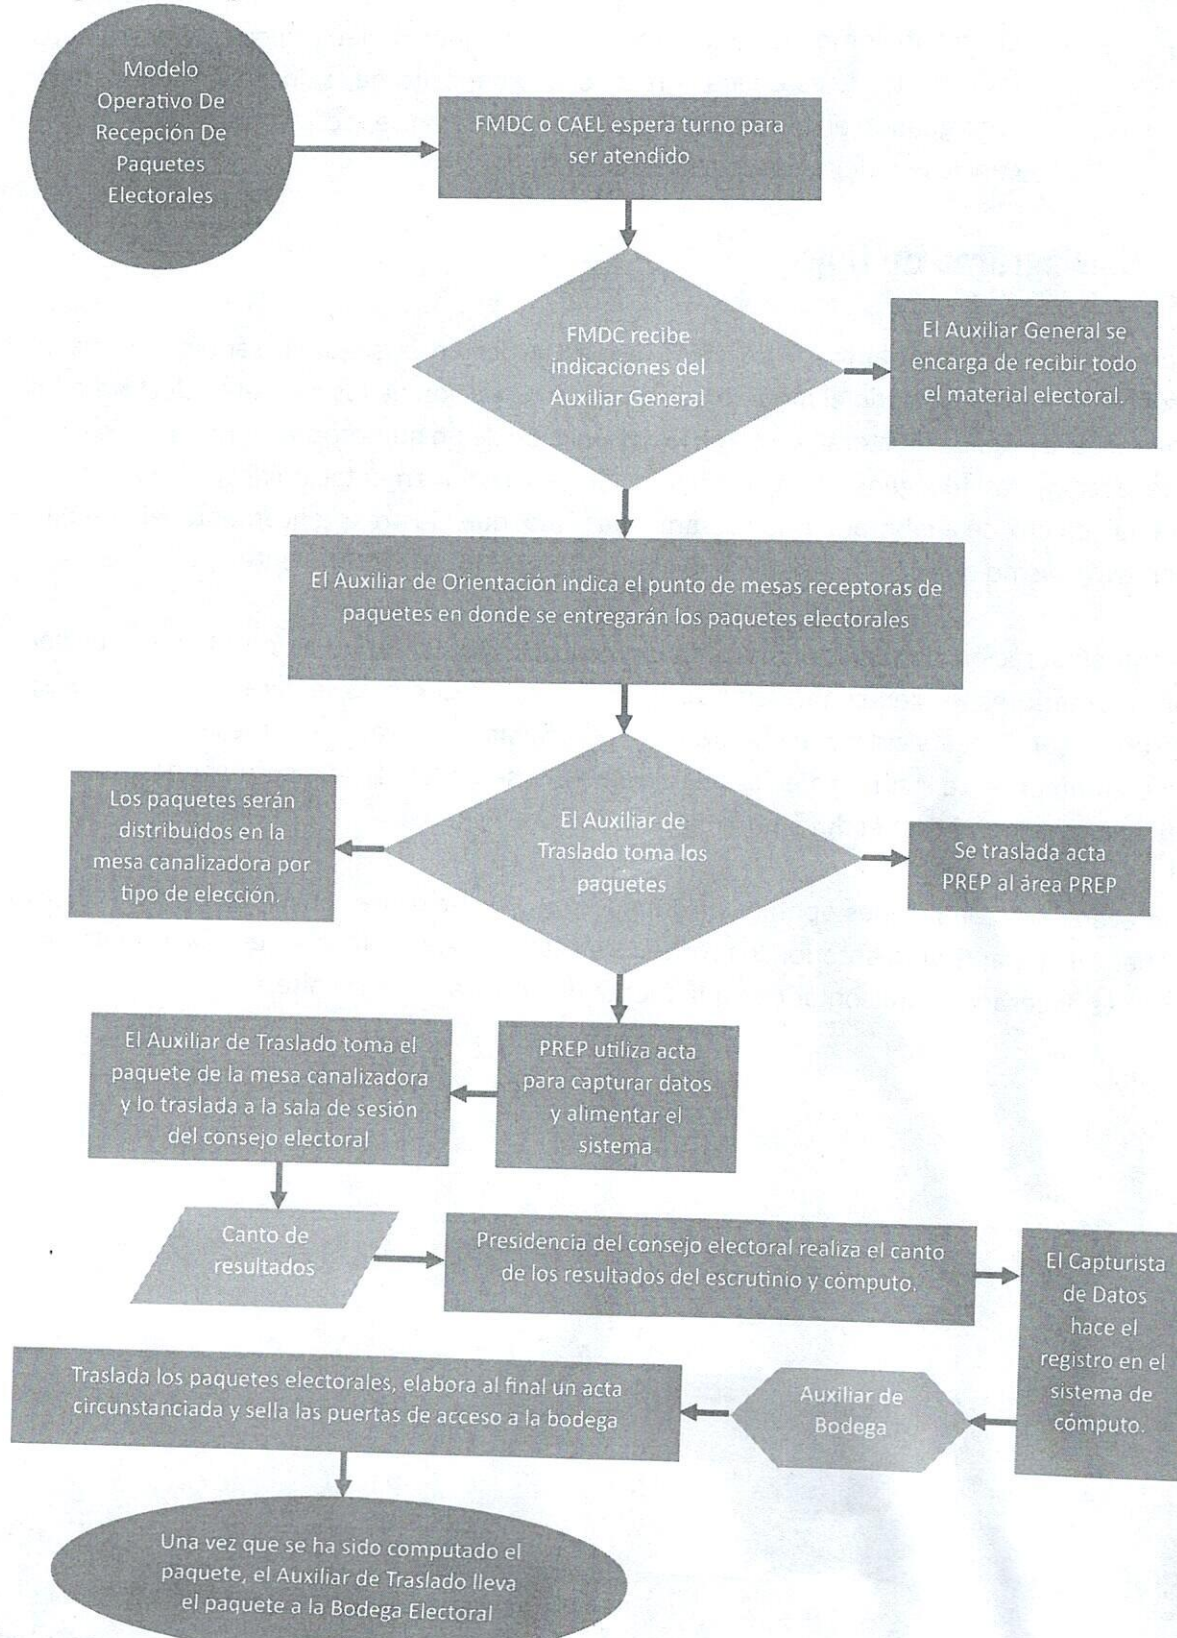 Modelo
Operativo De
Recepción De
Paquetes
Electorales
FMDC o CAEL espera turno para
ser atendido
FMDC recibe
indicaciones del
Auxiliar General
El Auxiliar General se
encarga de recibir todo
el material electoral.
El Auxiliar de Orientación indica el punto de mesas receptoras de
paquetes en donde se entregarán los paquetes electorales
Los paquetes serán
distribuidos en la
mesa canalizadora por
tipo de elección.
El Auxiliar de
Traslado toma los
paquetes
Se traslada acta
PREP al área PREP
El Auxiliar de Traslado toma el
paquete de la mesa canalizadora
y lo traslada a la sala de sesión
del consejo electoral
PREP utiliza acta
para capturar datos
y alimentar el
sistema
Canto de
resultados
Presidencia del consejo electoral realiza el canto
de los resultados del escrutinio y cómputo.
El Capturista
de Datos
hace el
registro en el
sistema de
cómputo.
Traslada los paquetes electorales, elabora al final un acta
circunstanciada y sella las puertas de acceso a la bodega
Auxiliar de
Bodega
Una vez que se ha sido computado el
paquete, el Auxiliar de Traslado lleva
el paquete a la Bodega Electoral